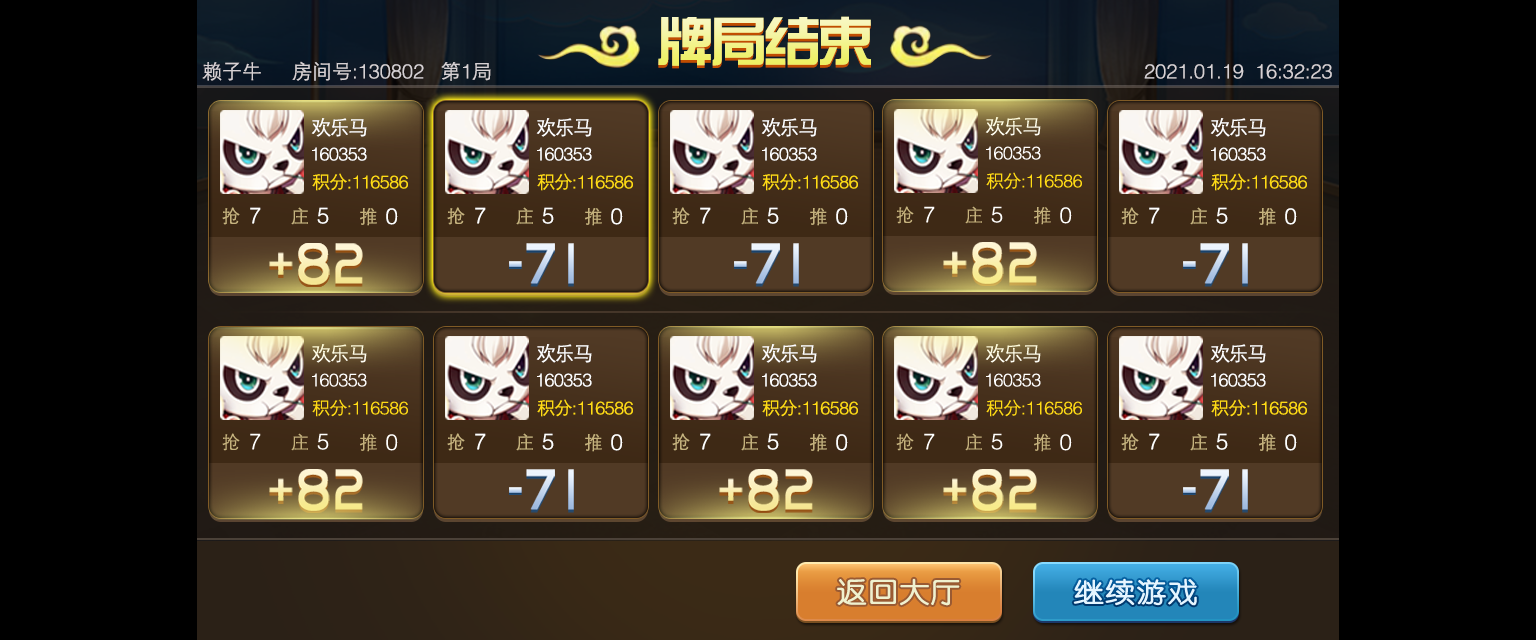 牌局结束
赖子牛 房间号:130802 第1局 2021.01.19 16:32:23
欢乐马 欢乐马 欢乐马 欢乐马 欢乐马
160353 160353 160353 160353 160353
积分:116586 积分:116586 积分:116586 积分:116586 积分:116586
抢 7 庄 5 推 0 抢 7 庄 5 推 0 抢 7 庄 5 推 0 抢 7 庄 5 推 0 抢 7 庄 5 推 0
+82 -71 -71 +82 -71
欢乐马 欢乐马 欢乐马 欢乐马 欢乐马
160353 160353 160353 160353 160353
积分:116586 积分:116586 积分:116586 积分:116586 积分:116586
抢 7 庄 5 推 0 抢 7 庄 5 推 0 抢 7 庄 5 推 0 抢 7 庄 5 推 0 抢 7 庄 5 推 0
+82 -71 +82 +82 -71
返回大厅 继续游戏